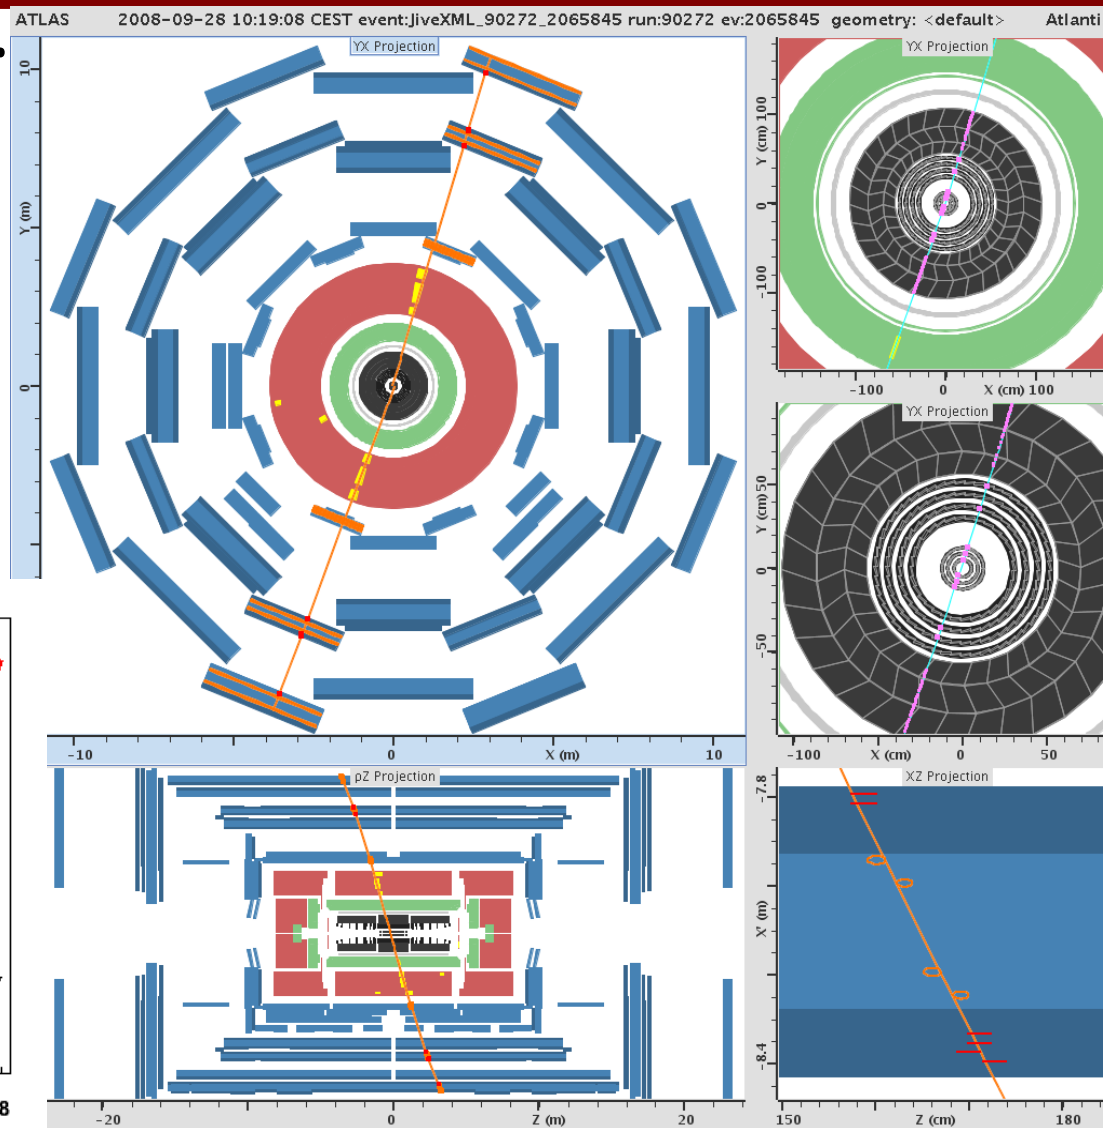 ATLAS 2008-09-28 10:19:08 CEST event:JiveXML_90272_2065845 run:90272 ev:2065845 geometry: <default> Atlanti
YX Projection
10
Y (m)
0
-10 0 X (m) 10
YX Projection
Y (cm) 100
0
-100
-100 0 X (cm) 100
YX Projection
Y (cm) 50
0
-50
-100 0 X (cm) 50
ρZ Projection
-20 0 Z (m) 20
XZ Projection
-7.8
X' (m)
-8.4
150 Z (cm) 180
8